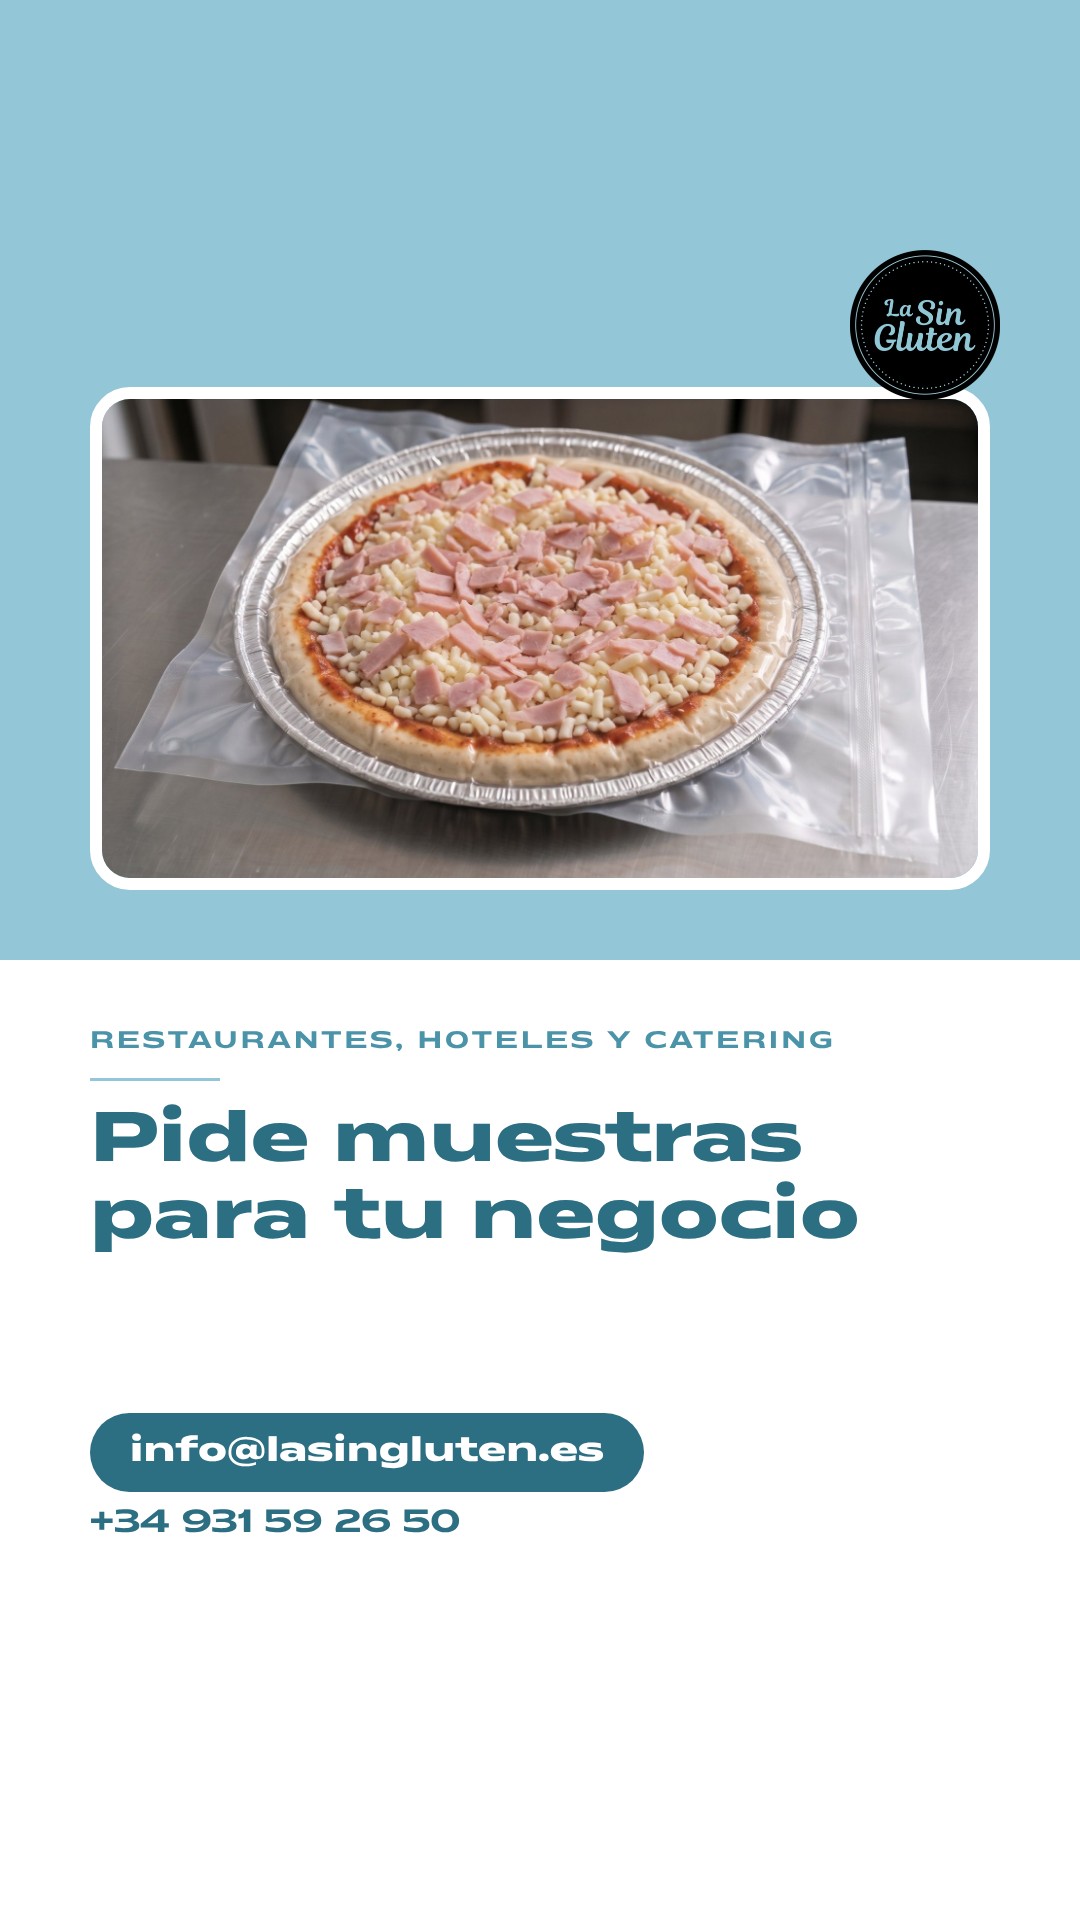 La Sin
Gluten
RESTAURANTES, HOTELES Y CATERING
Pide muestras
para tu negocio
info@lasingluten.es
+34 931 59 26 50